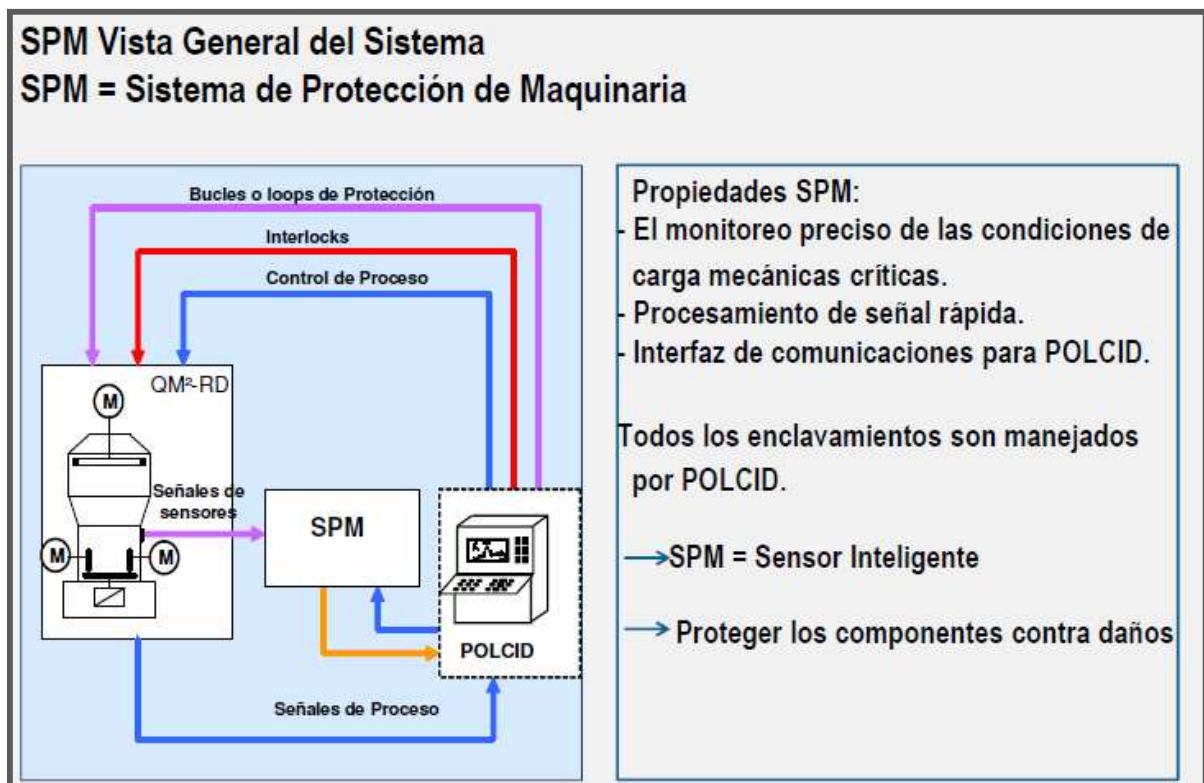 SPM Vista General del Sistema
SPM = Sistema de Protección de Maquinaria
Bucles o loops de Protección
Interlocks
Control de Proceso
QM²-RD
M
Señales de
sensores
M
M
SPM
POLCID
Señales de Proceso
Propiedades SPM:
- El monitoreo preciso de las condiciones de
carga mecánicas críticas.
- Procesamiento de señal rápida.
- Interfaz de comunicaciones para POLCID.
Todos los enclavamientos son manejados
por POLCID.
→SPM = Sensor Inteligente
→ Proteger los componentes contra daños